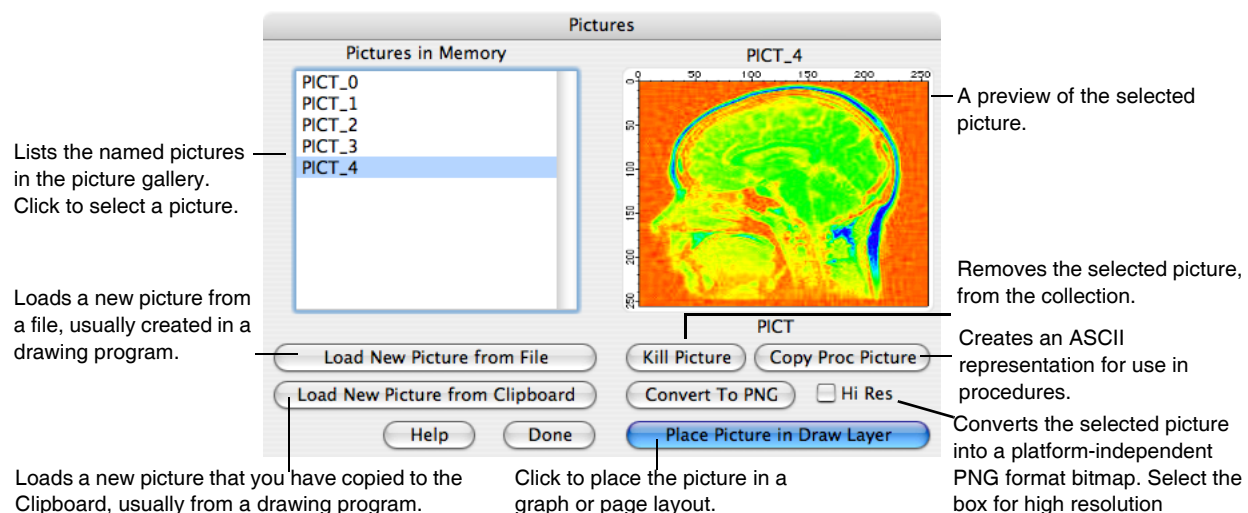 Pictures
Pictures in Memory
PICT_0
PICT_1
PICT_2
PICT_3
PICT_4
PICT_4
0 50 100 150 200 250
0
50
100
150
200
250
PICT
Load New Picture from File
Load New Picture from Clipboard
Help
Done
Kill Picture
Copy Proc Picture
Convert To PNG
Hi Res
Place Picture in Draw Layer
Lists the named pictures
in the picture gallery.
Click to select a picture.
Loads a new picture from
a file, usually created in a
drawing program.
Loads a new picture that you have copied to the
Clipboard, usually from a drawing program.
Click to place the picture in a
graph or page layout.
A preview of the selected
picture.
Removes the selected picture,
from the collection.
Creates an ASCII
representation for use in
procedures.
Converts the selected picture
into a platform-independent
PNG format bitmap. Select the
box for high resolution